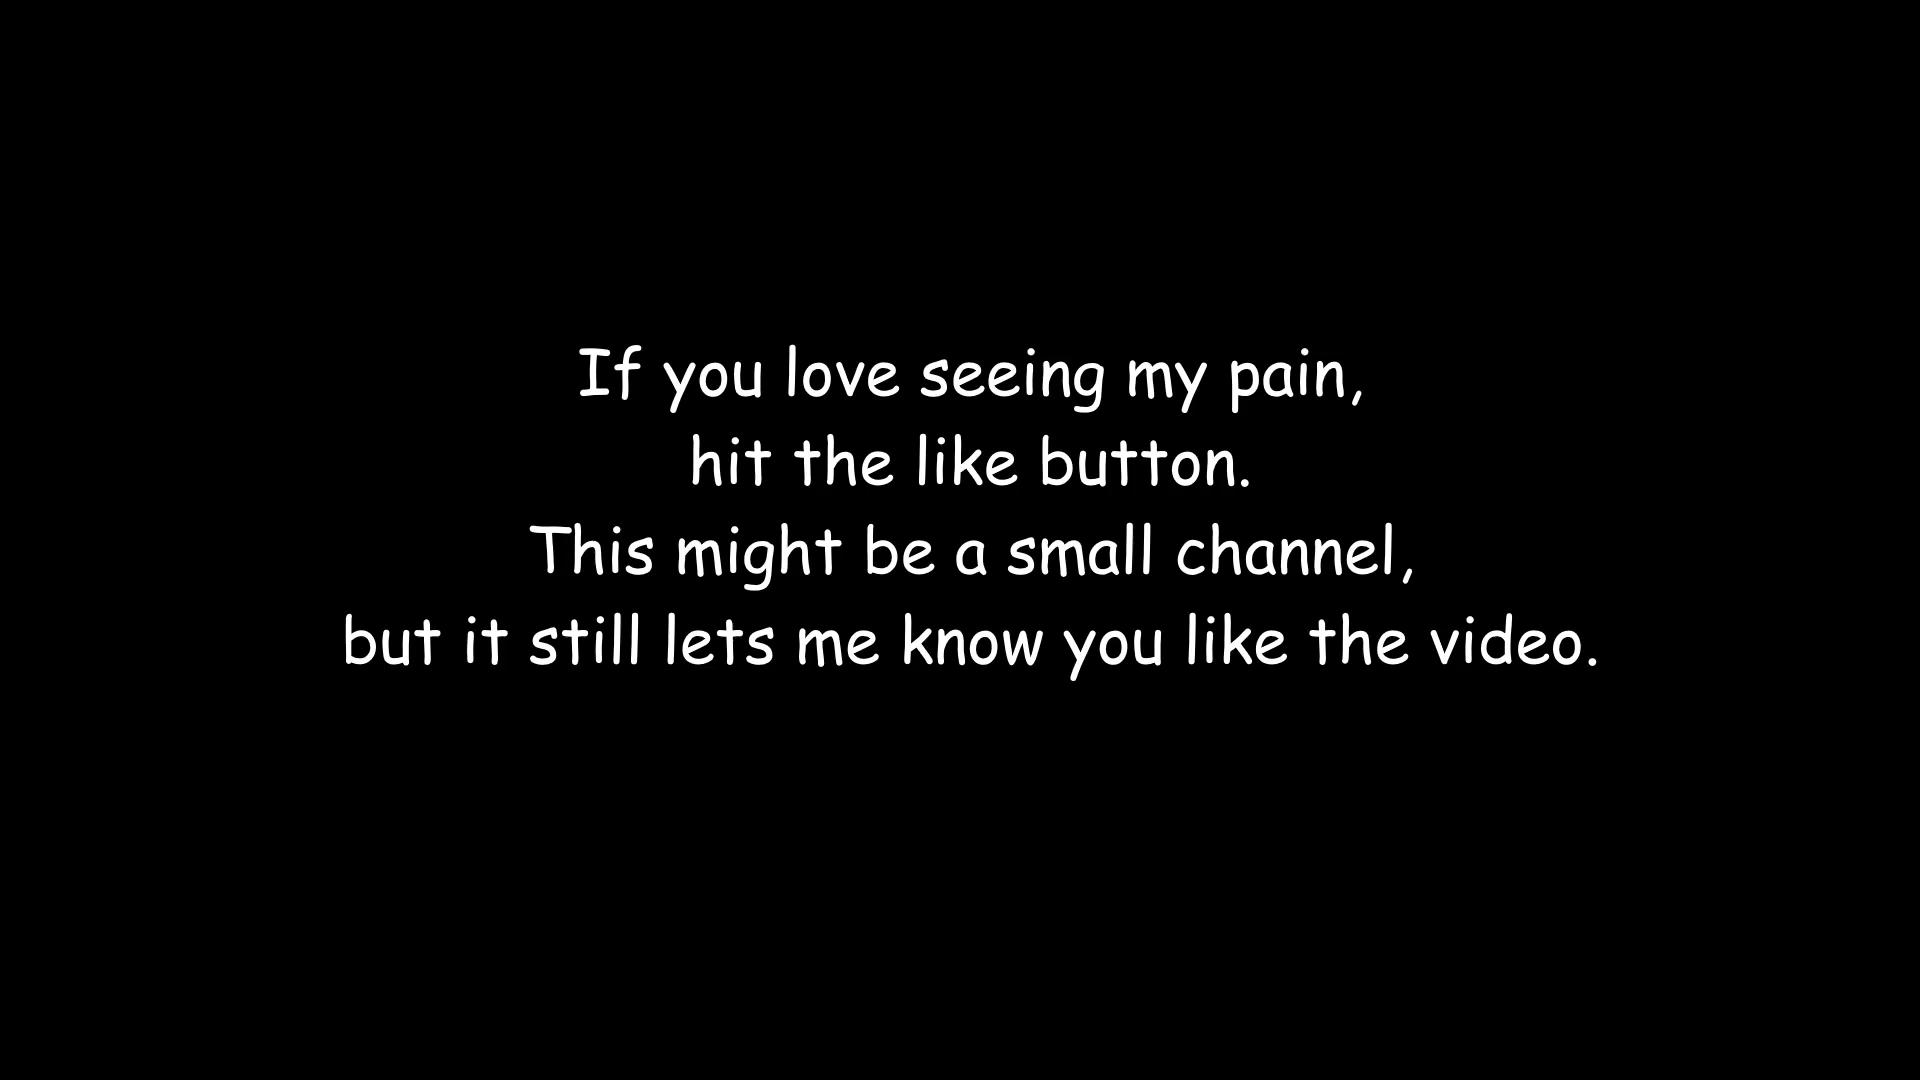 If you love seeing my pain,
hit the like button.
This might be a small channel,
but it still lets me know you like the video.